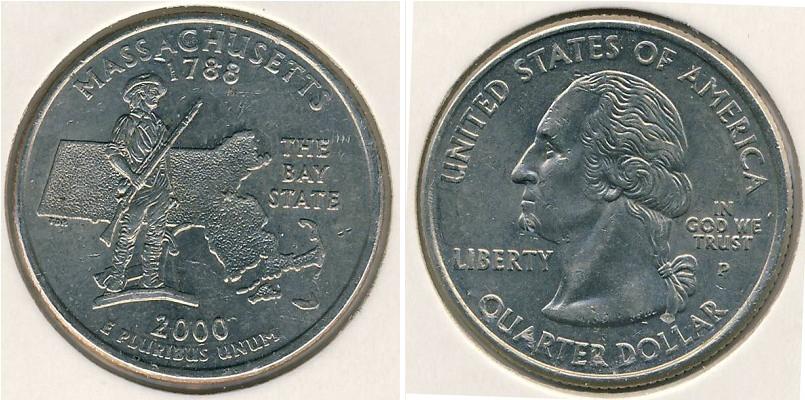 MASSACHUSETTS
1788
THE
BAY
STATE
2000
E PLURIBUS UNUM
UNITED STATES OF AMERICA
LIBERTY
IN
GOD WE
TRUST
P
QUARTER DOLLAR